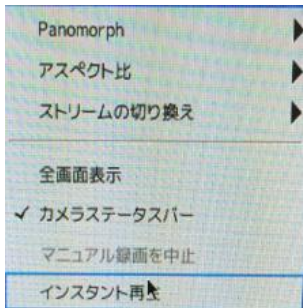 Panomorph
アスペクト比
ストリームの切り換え
全画面表示
カメラステータスバー
マニュアル録画を中止
インスタント再生